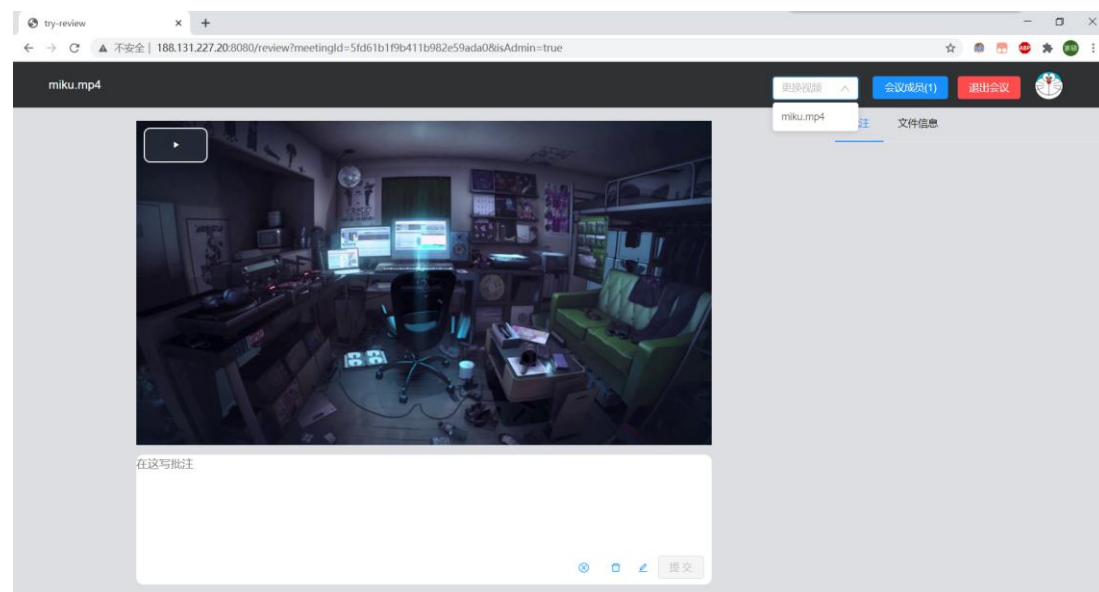 try-review
不安全 | 188.131.227.20:8080/review?meetingId=5fd61b1f9b411b982e59ada0&isAdmin=true
ABP
miku.mp4
更换视频
会议成员(1)
退出会议
miku.mp4
注
文件信息
在这写批注
提交